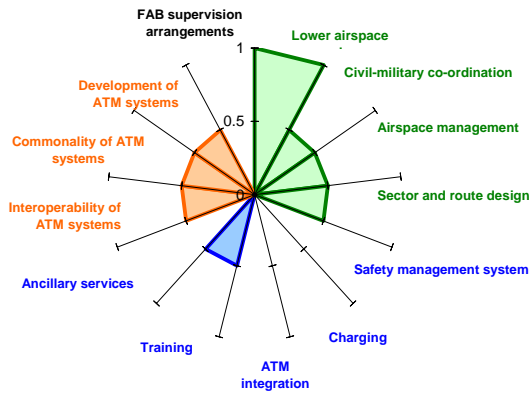 FAB supervision
arrangements
Lower airspace
Civil-military co-ordination
Airspace management
Sector and route design
Safety management system
Charging
ATM
integration
Training
Ancillary services
Interoperability of
ATM systems
Commonality of ATM
systems
Development of
ATM systems
1
0.5
0